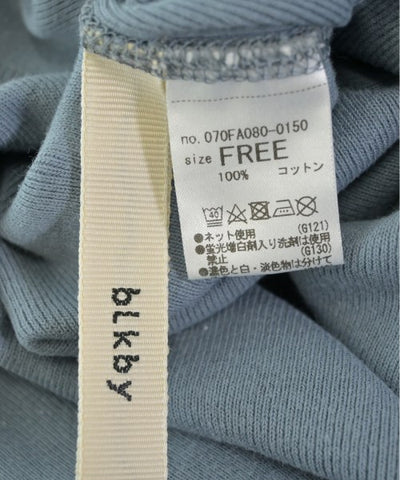 no. 070FA080-0150
size FREE
100% コットン
40
●ネット使用 (G121)
●蛍光増白剤入り洗剤は使用
禁止 (G130)
●濃色と白・淡色物は分けて
blkby